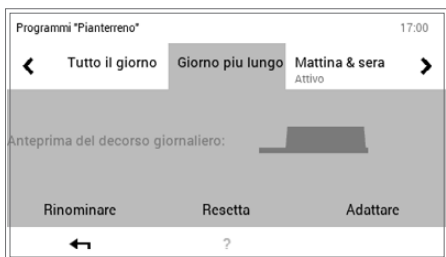 Programmi "Pianterreno" 17:00
Tutto il giorno Giorno piu lungo Mattina & sera
Attivo
Anteprima del decorso giornaliero:
Rinominare Resetta Adattare
?